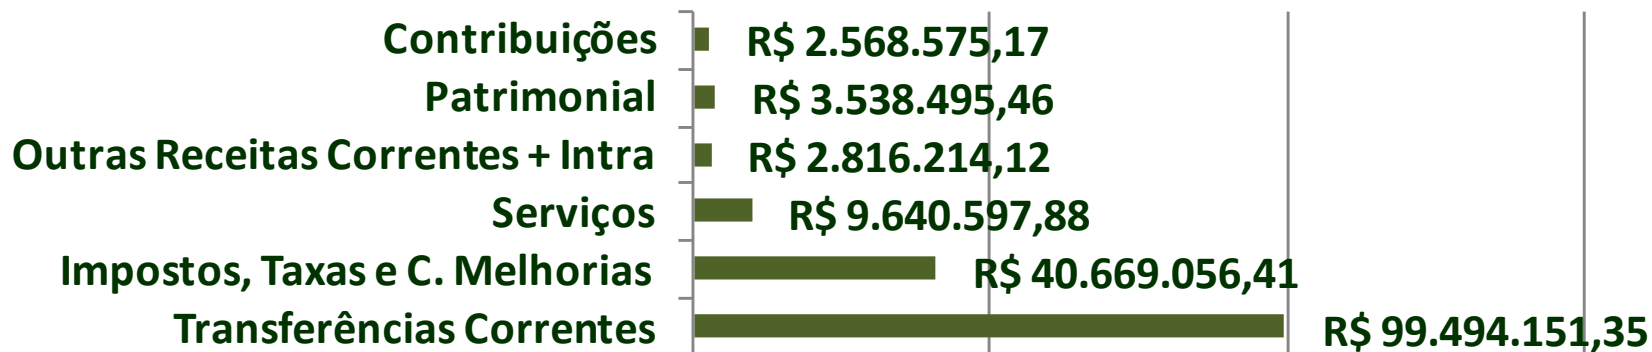 Contribuições R$ 2.568.575,17
Patrimonial R$ 3.538.495,46
Outras Receitas Correntes + Intra R$ 2.816.214,12
Serviços R$ 9.640.597,88
Impostos, Taxas e C. Melhorias R$ 40.669.056,41
Transferências Correntes R$ 99.494.151,35